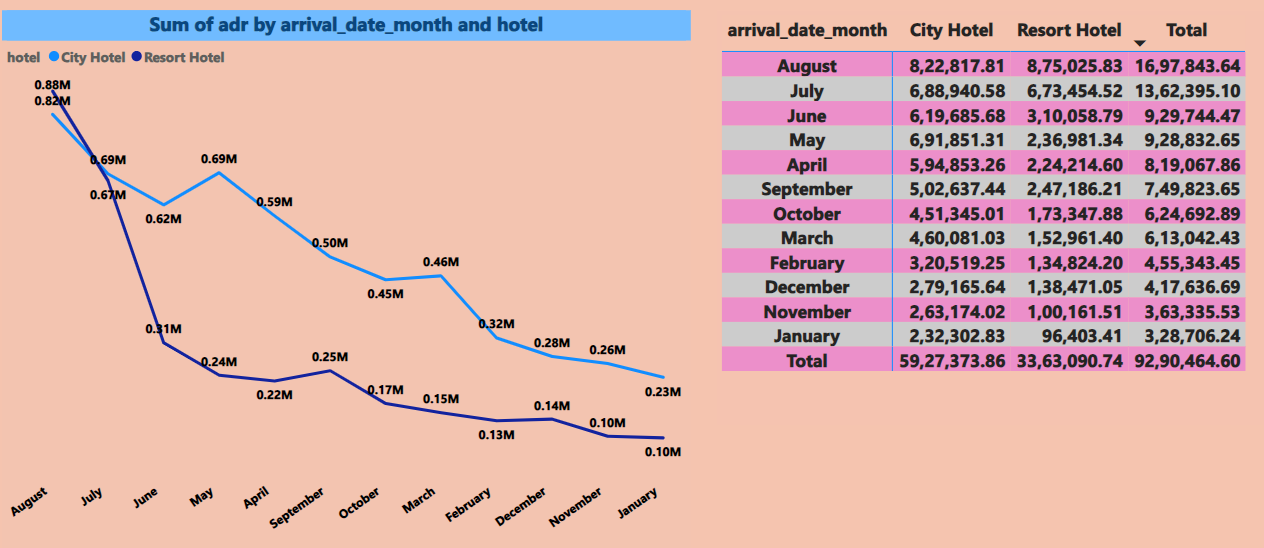 Sum of adr by arrival_date_month and hotel
hotel City Hotel Resort Hotel
0.88M
0.82M
0.69M
0.67M
0.62M
0.69M
0.59M
0.50M
0.45M
0.46M
0.32M
0.28M
0.26M
0.23M
0.31M
0.24M
0.22M
0.25M
0.17M
0.15M
0.13M
0.14M
0.10M
0.10M
August July June May April September October March February December November January
arrival_date_month City Hotel Resort Hotel Total
August 8,22,817.81 8,75,025.83 16,97,843.64
July 6,88,940.58 6,73,454.52 13,62,395.10
June 6,19,685.68 3,10,058.79 9,29,744.47
May 6,91,851.31 2,36,981.34 9,28,832.65
April 5,94,853.26 2,24,214.60 8,19,067.86
September 5,02,637.44 2,47,186.21 7,49,823.65
October 4,51,345.01 1,73,347.88 6,24,692.89
March 4,60,081.03 1,52,961.40 6,13,042.43
February 3,20,519.25 1,34,824.20 4,55,343.45
December 2,79,165.64 1,38,471.05 4,17,636.69
November 2,63,174.02 1,00,161.51 3,63,335.53
January 2,32,302.83 96,403.41 3,28,706.24
Total 59,27,373.86 33,63,090.74 92,90,464.60